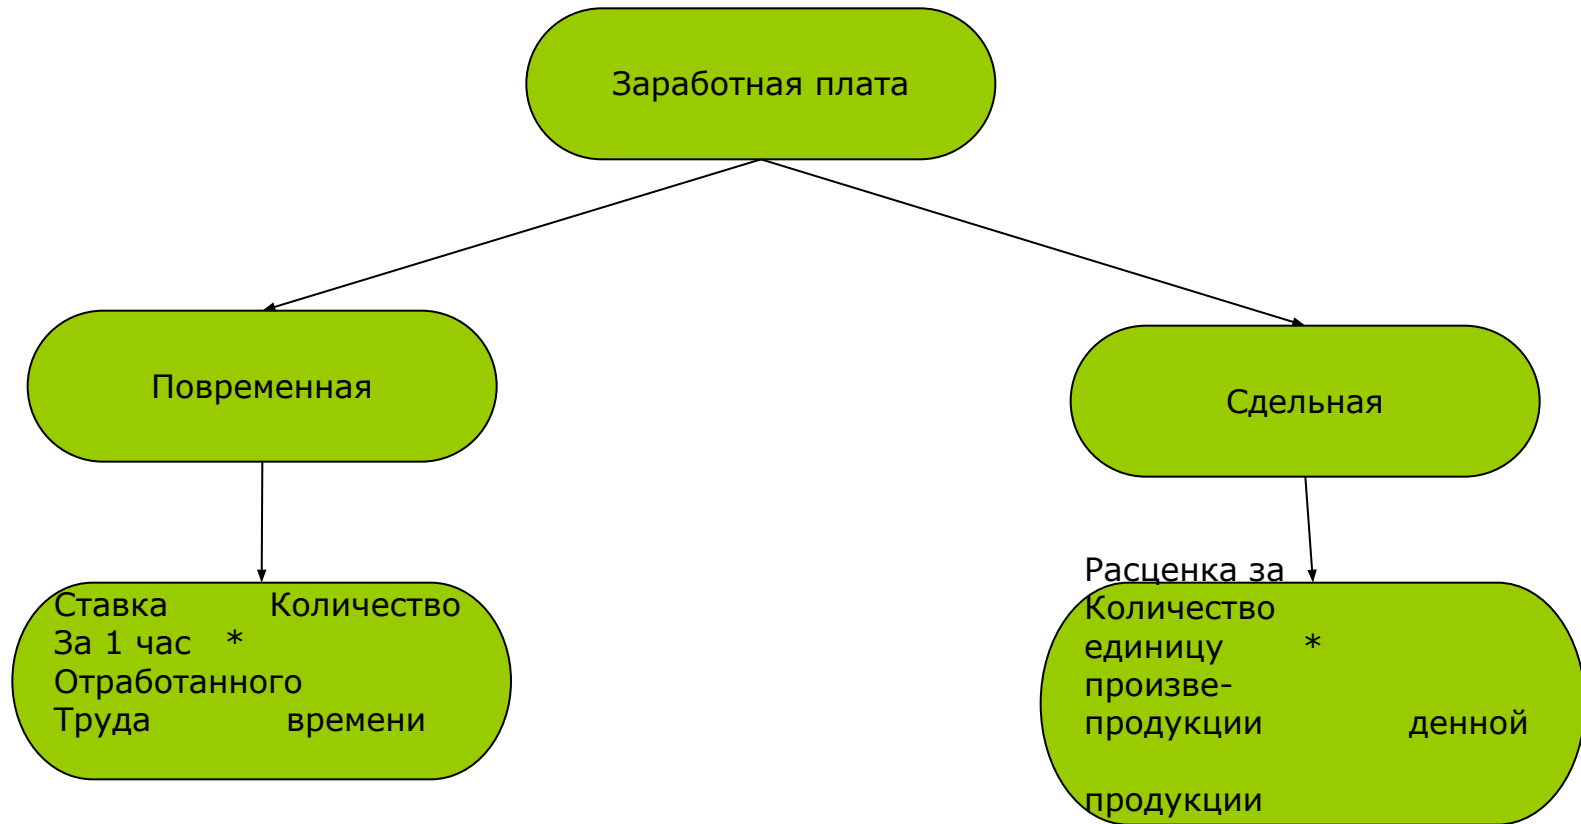 Заработная плата
Повременная
Сдельная
Ставка Количество
За 1 час *
Отработанного
Труда времени
Расценка за
Количество
единицу *
произве-
продукции денной
продукции